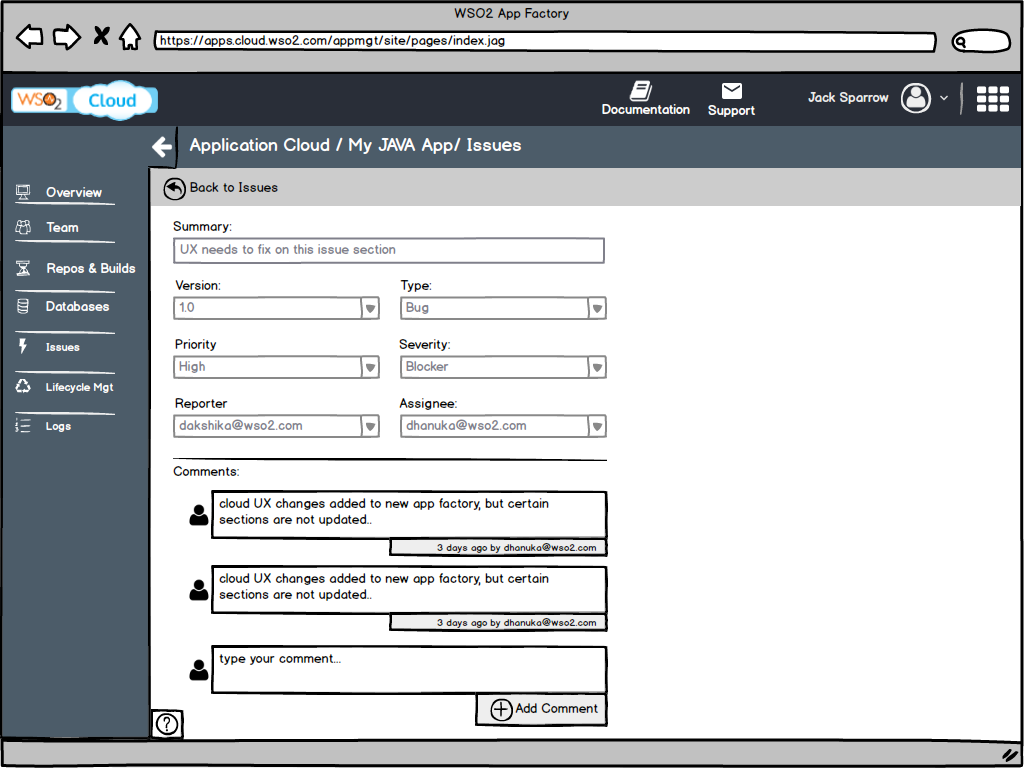 WSO2 App Factory
https://apps.cloud.wso2.com/appmgt/site/pages/index.jag
WSO2 Cloud
Documentation
Support
Jack Sparrow
Application Cloud / My JAVA App/ Issues
Back to Issues
Overview
Team
Repos & Builds
Databases
Issues
Lifecycle Mgt
Logs
Summary:
UX needs to fix on this issue section
Version:
Type:
1.0
Bug
Priority
Severity:
High
Blocker
Reporter
Assignee:
dakshika@wso2.com
dhanuka@wso2.com
Comments:
cloud UX changes added to new app factory, but certain
sections are not updated..
3 days ago by dhanuka@wso2.com
cloud UX changes added to new app factory, but certain
sections are not updated..
3 days ago by dhanuka@wso2.com
type your comment...
Add Comment
?